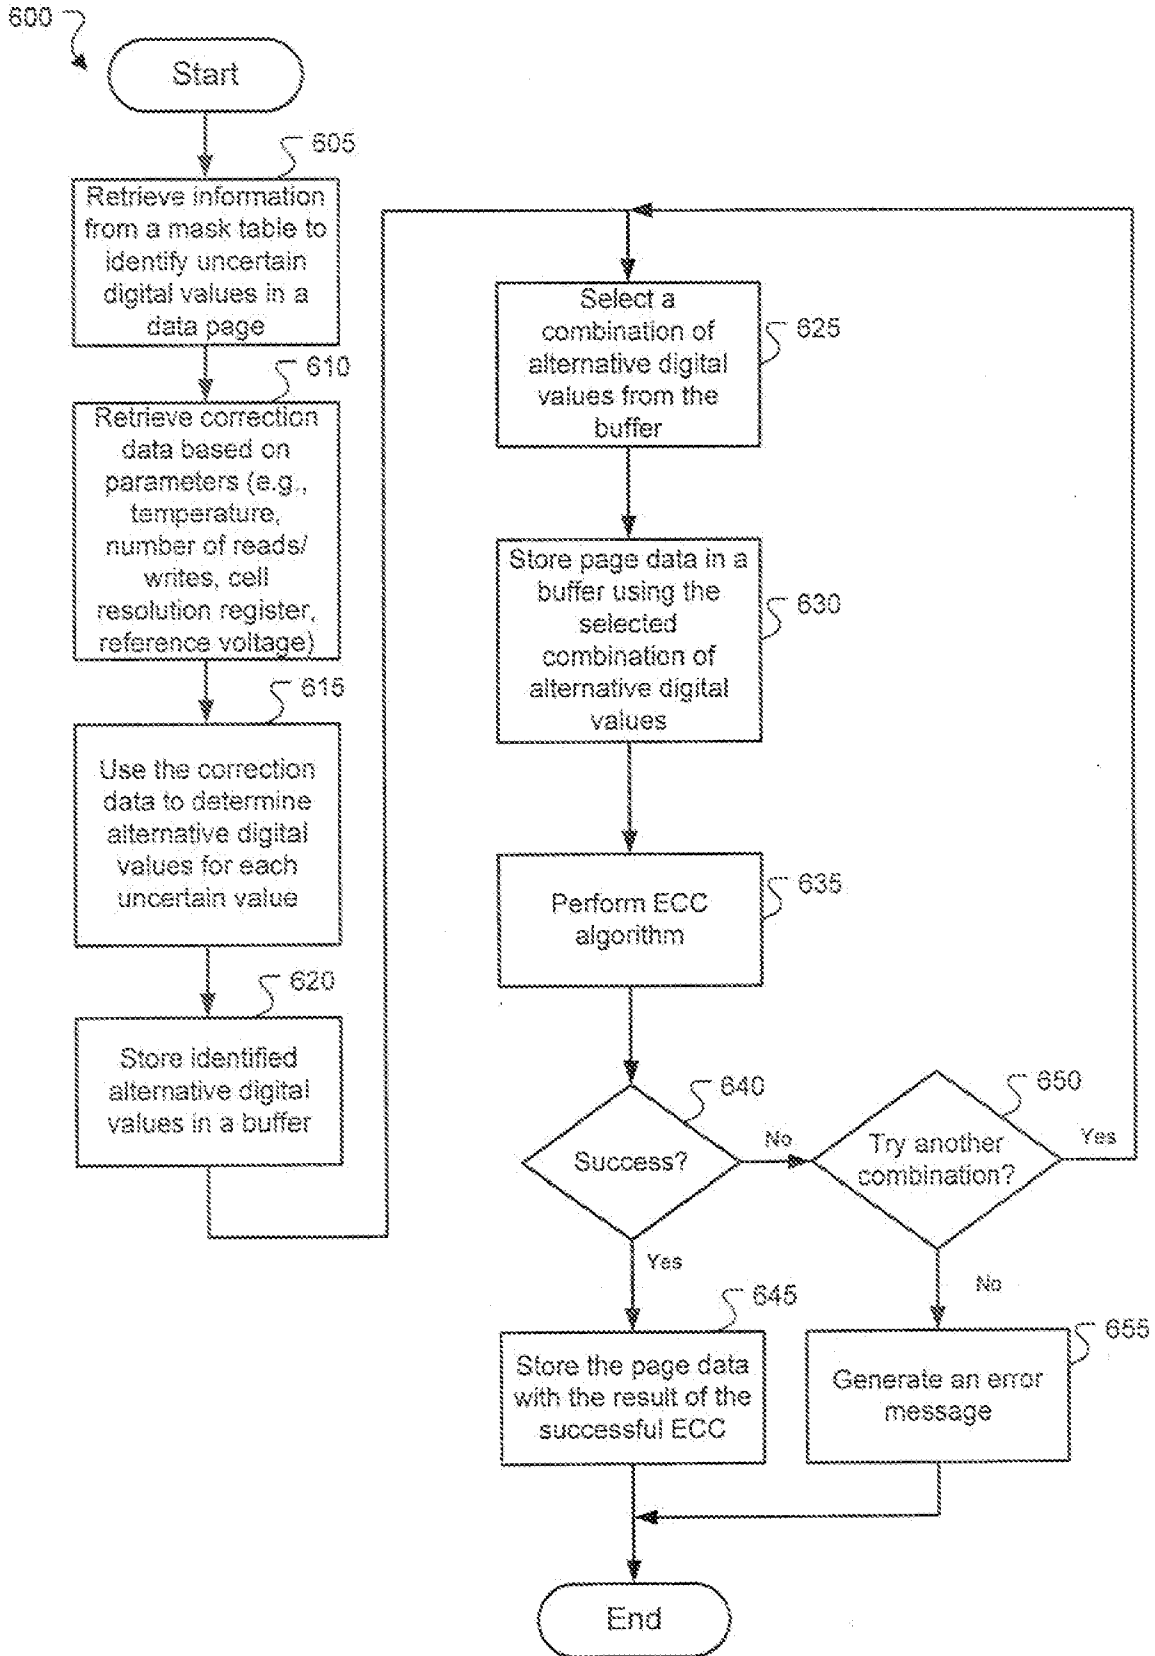 600
Start
605
Retrieve information
from a mask table to
identify uncertain
digital values in a
data page
610
Retrieve correction
data based on
parameters (e.g.,
temperature,
number of reads/
writes, cell
resolution register,
reference voltage)
615
Use the correction
data to determine
alternative digital
values for each
uncertain value
620
Store identified
alternative digital
values in a buffer
625
Select a
combination of
alternative digital
values from the
buffer
630
Store page data in a
buffer using the
selected
combination of
alternative digital
values
635
Perform ECC
algorithm
640
Success?
No
650
Try another
combination?
Yes
Yes
No
645
Store the page data
with the result of the
successful ECC
655
Generate an error
message
End